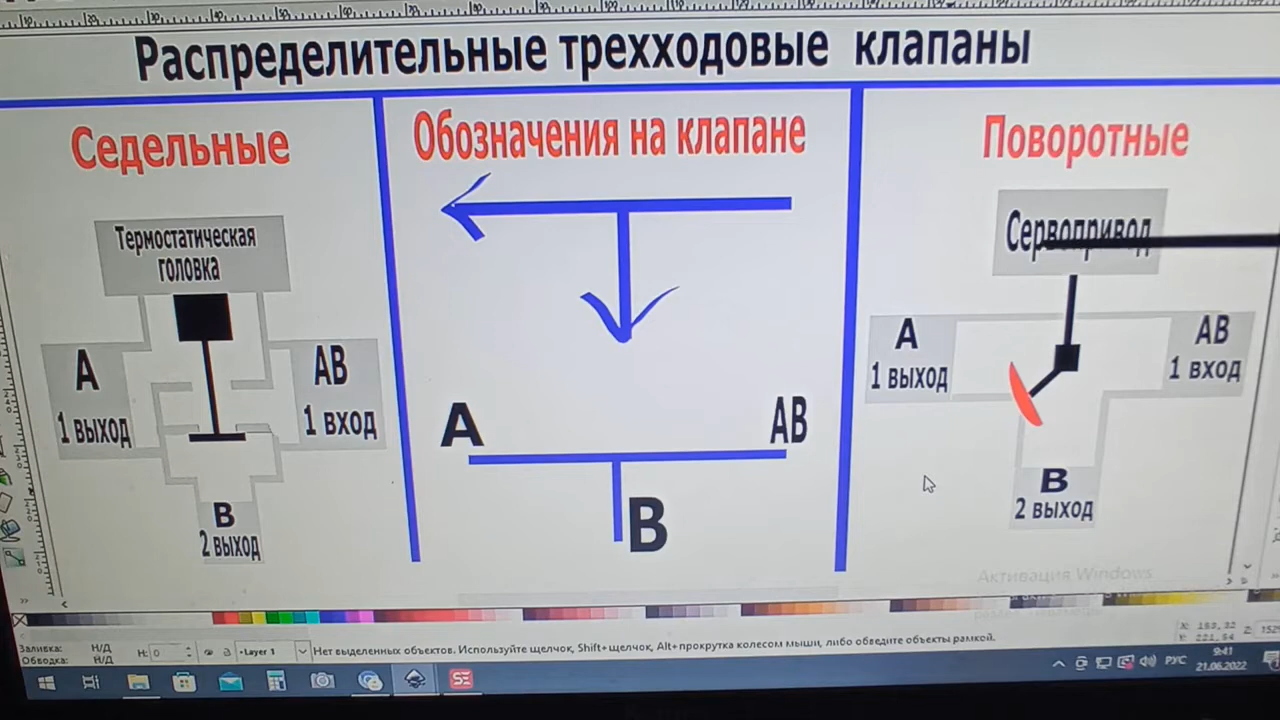 Распределительные трехходовые клапаны
Седельные
Обозначения на клапане
Поворотные
Термостатическая
головка
А
1 выход
АВ
1 вход
В
2 выход
А
АВ
В
Сервопривод
А
1 выход
АВ
1 вход
В
2 выход
Активация Windows
Заливка:
Н/Д
Обводка:
Н/Д
Н:
0
Layer 1
Нет выделенных объектов. Используйте щелчок, Shift+щелчок, Alt+прокрутка колесом мыши, либо обведите объекты рамкой.
X:
Y:
Z:
РУС
9:41
21.06.2022